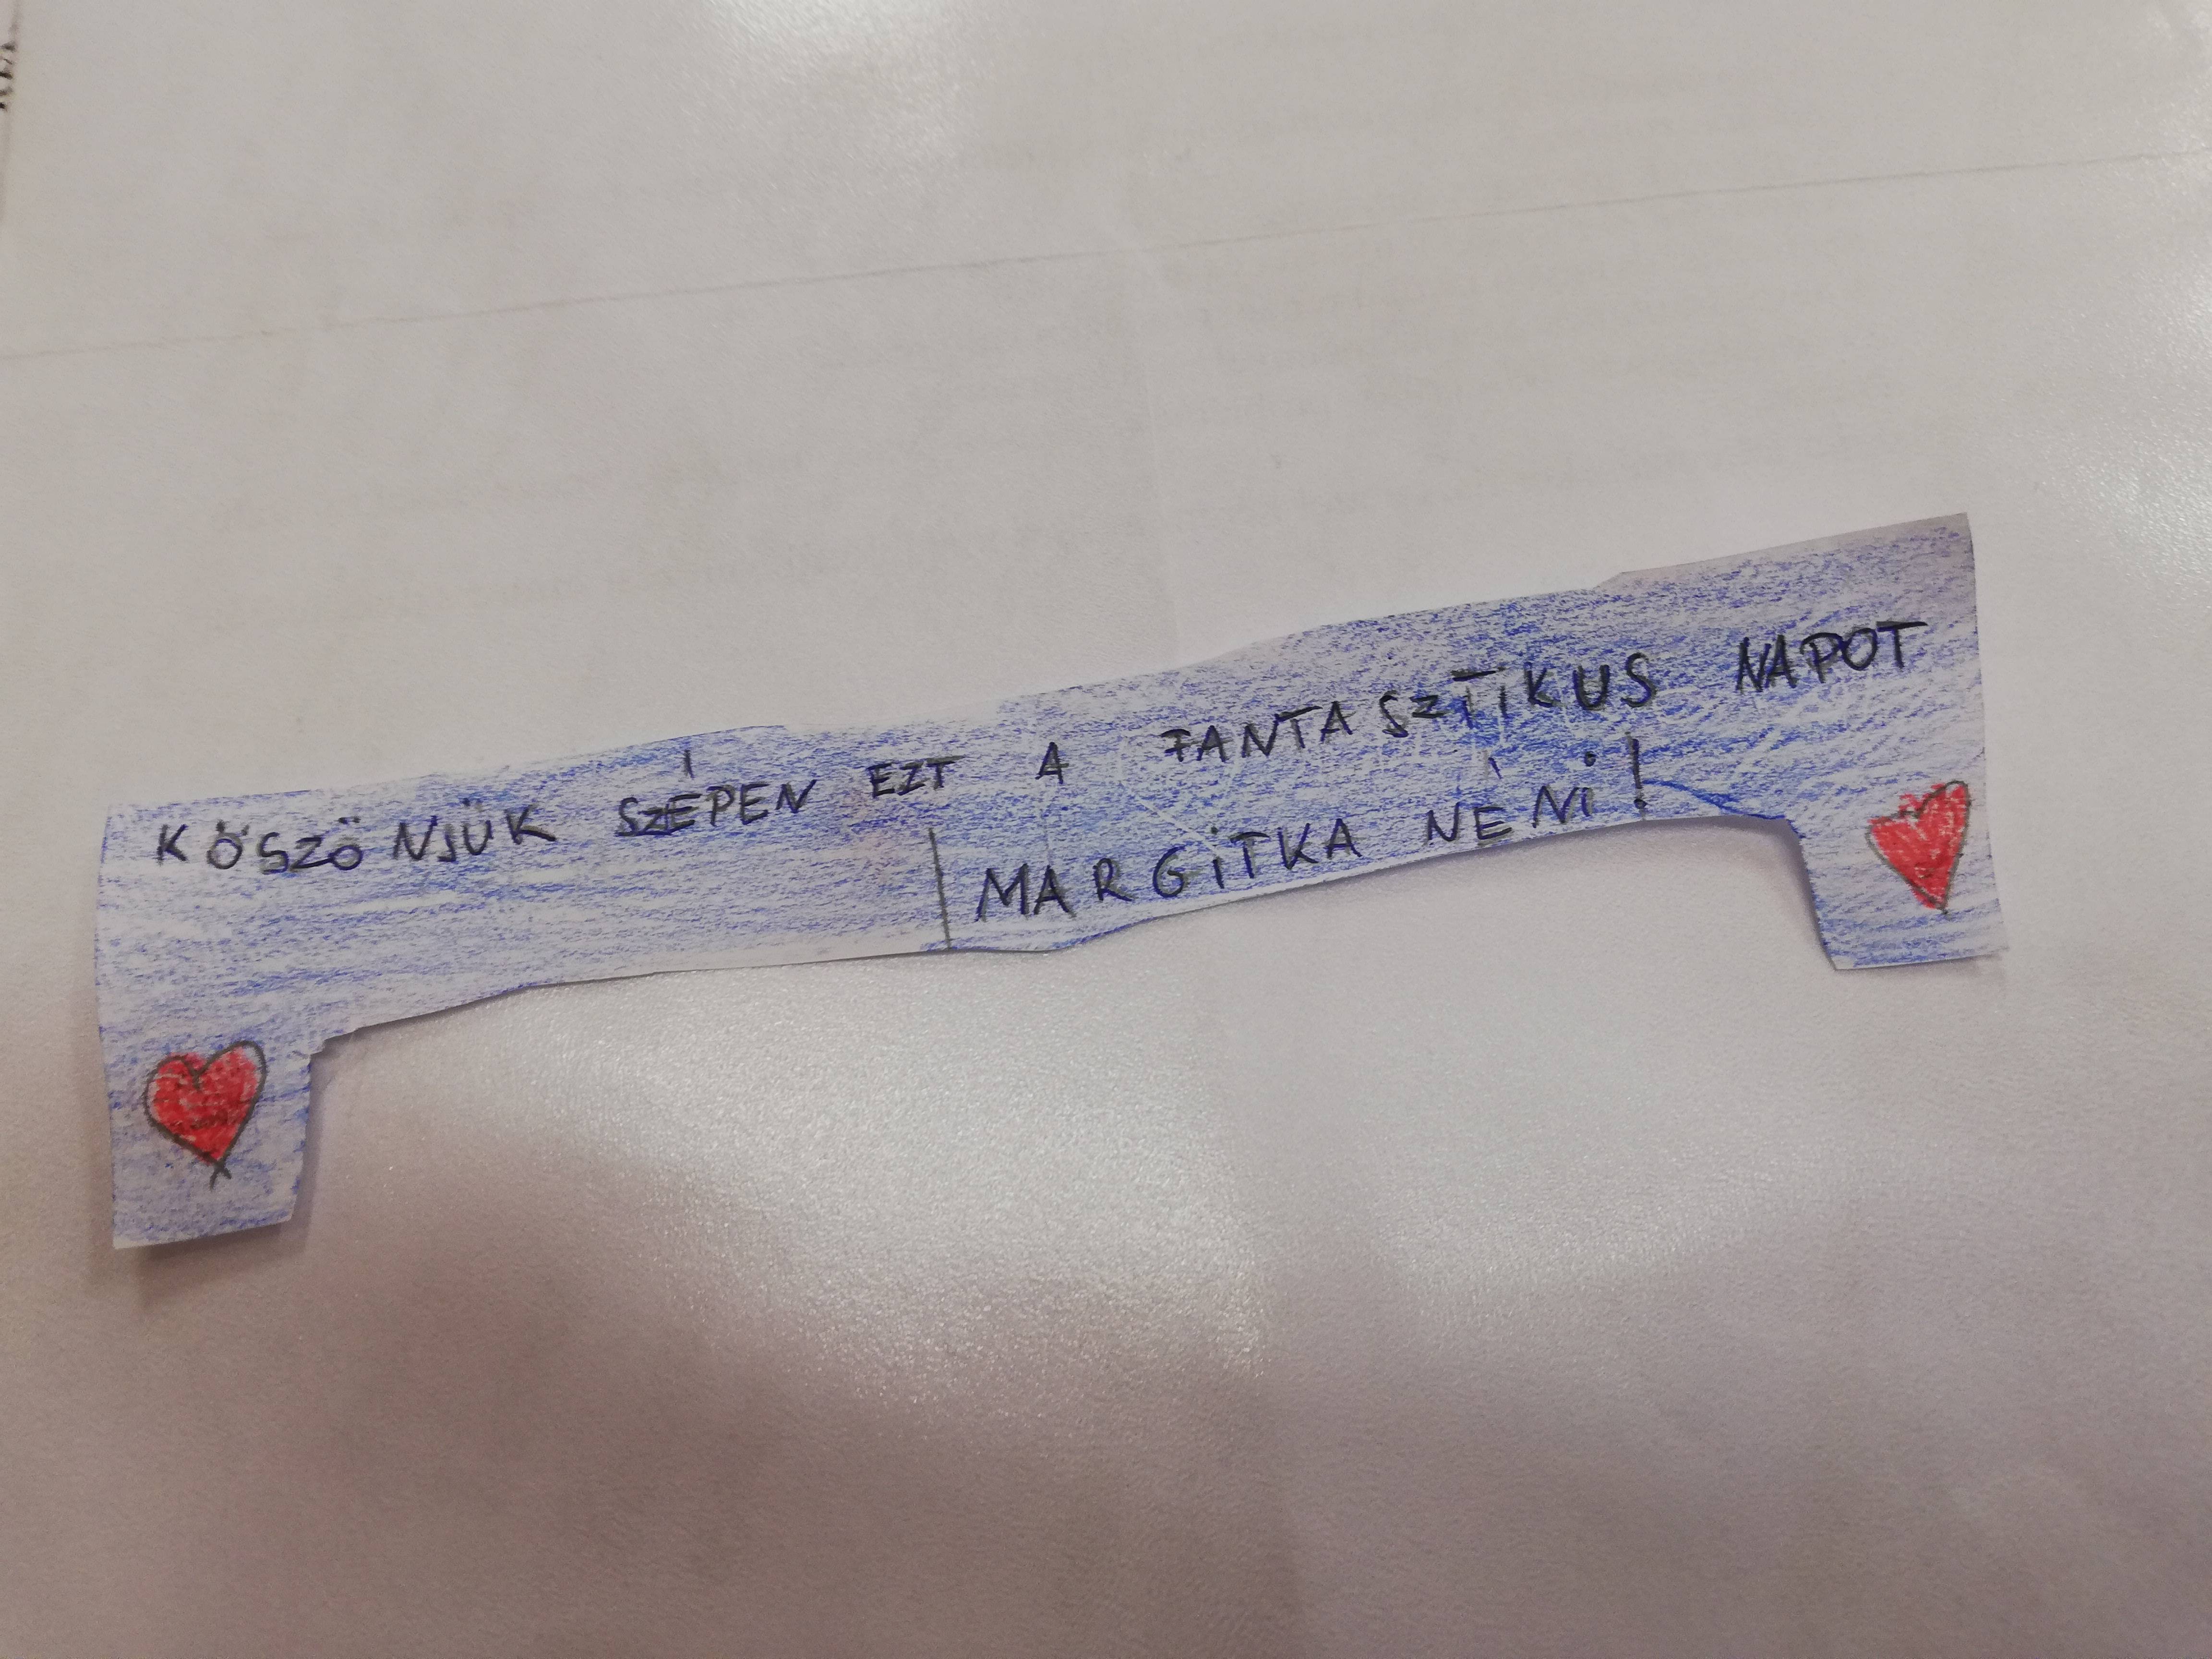 KÖSZÖNJÜK SZÉPEN EZT A FANTASZTIKUS NAPOT
MARGITKA NÉNI!